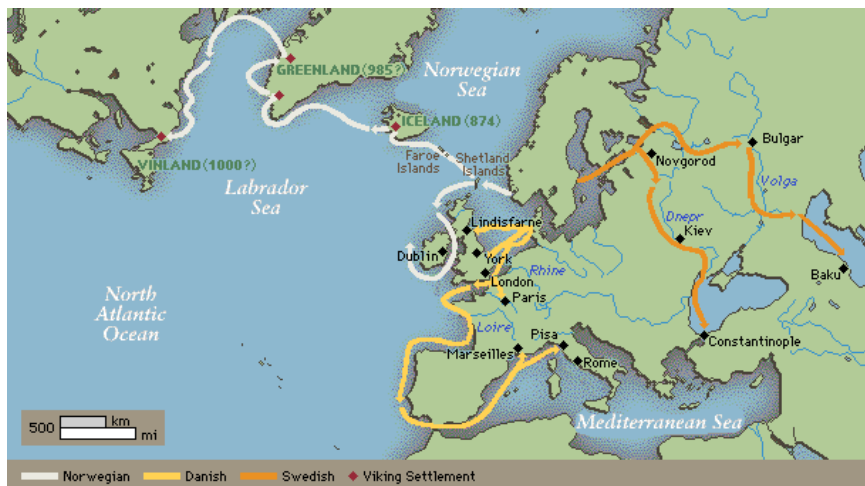 GREENLAND (985?)
Norwegian
Sea
ICELAND (874)
VINLAND (1000?)
Faroe
Islands
Shetland
Islands
Labrador
Sea
Bulgar
Novgorod
Volga
Dnepr
Kiev
Lindisfarne
Dublin
York
London
Rhine
Paris
Baku
North
Atlantic
Ocean
Loire
Pisa
Marseilles
Rome
Constantinople
Mediterranean Sea
500 km
mi
Norwegian Danish Swedish Viking Settlement